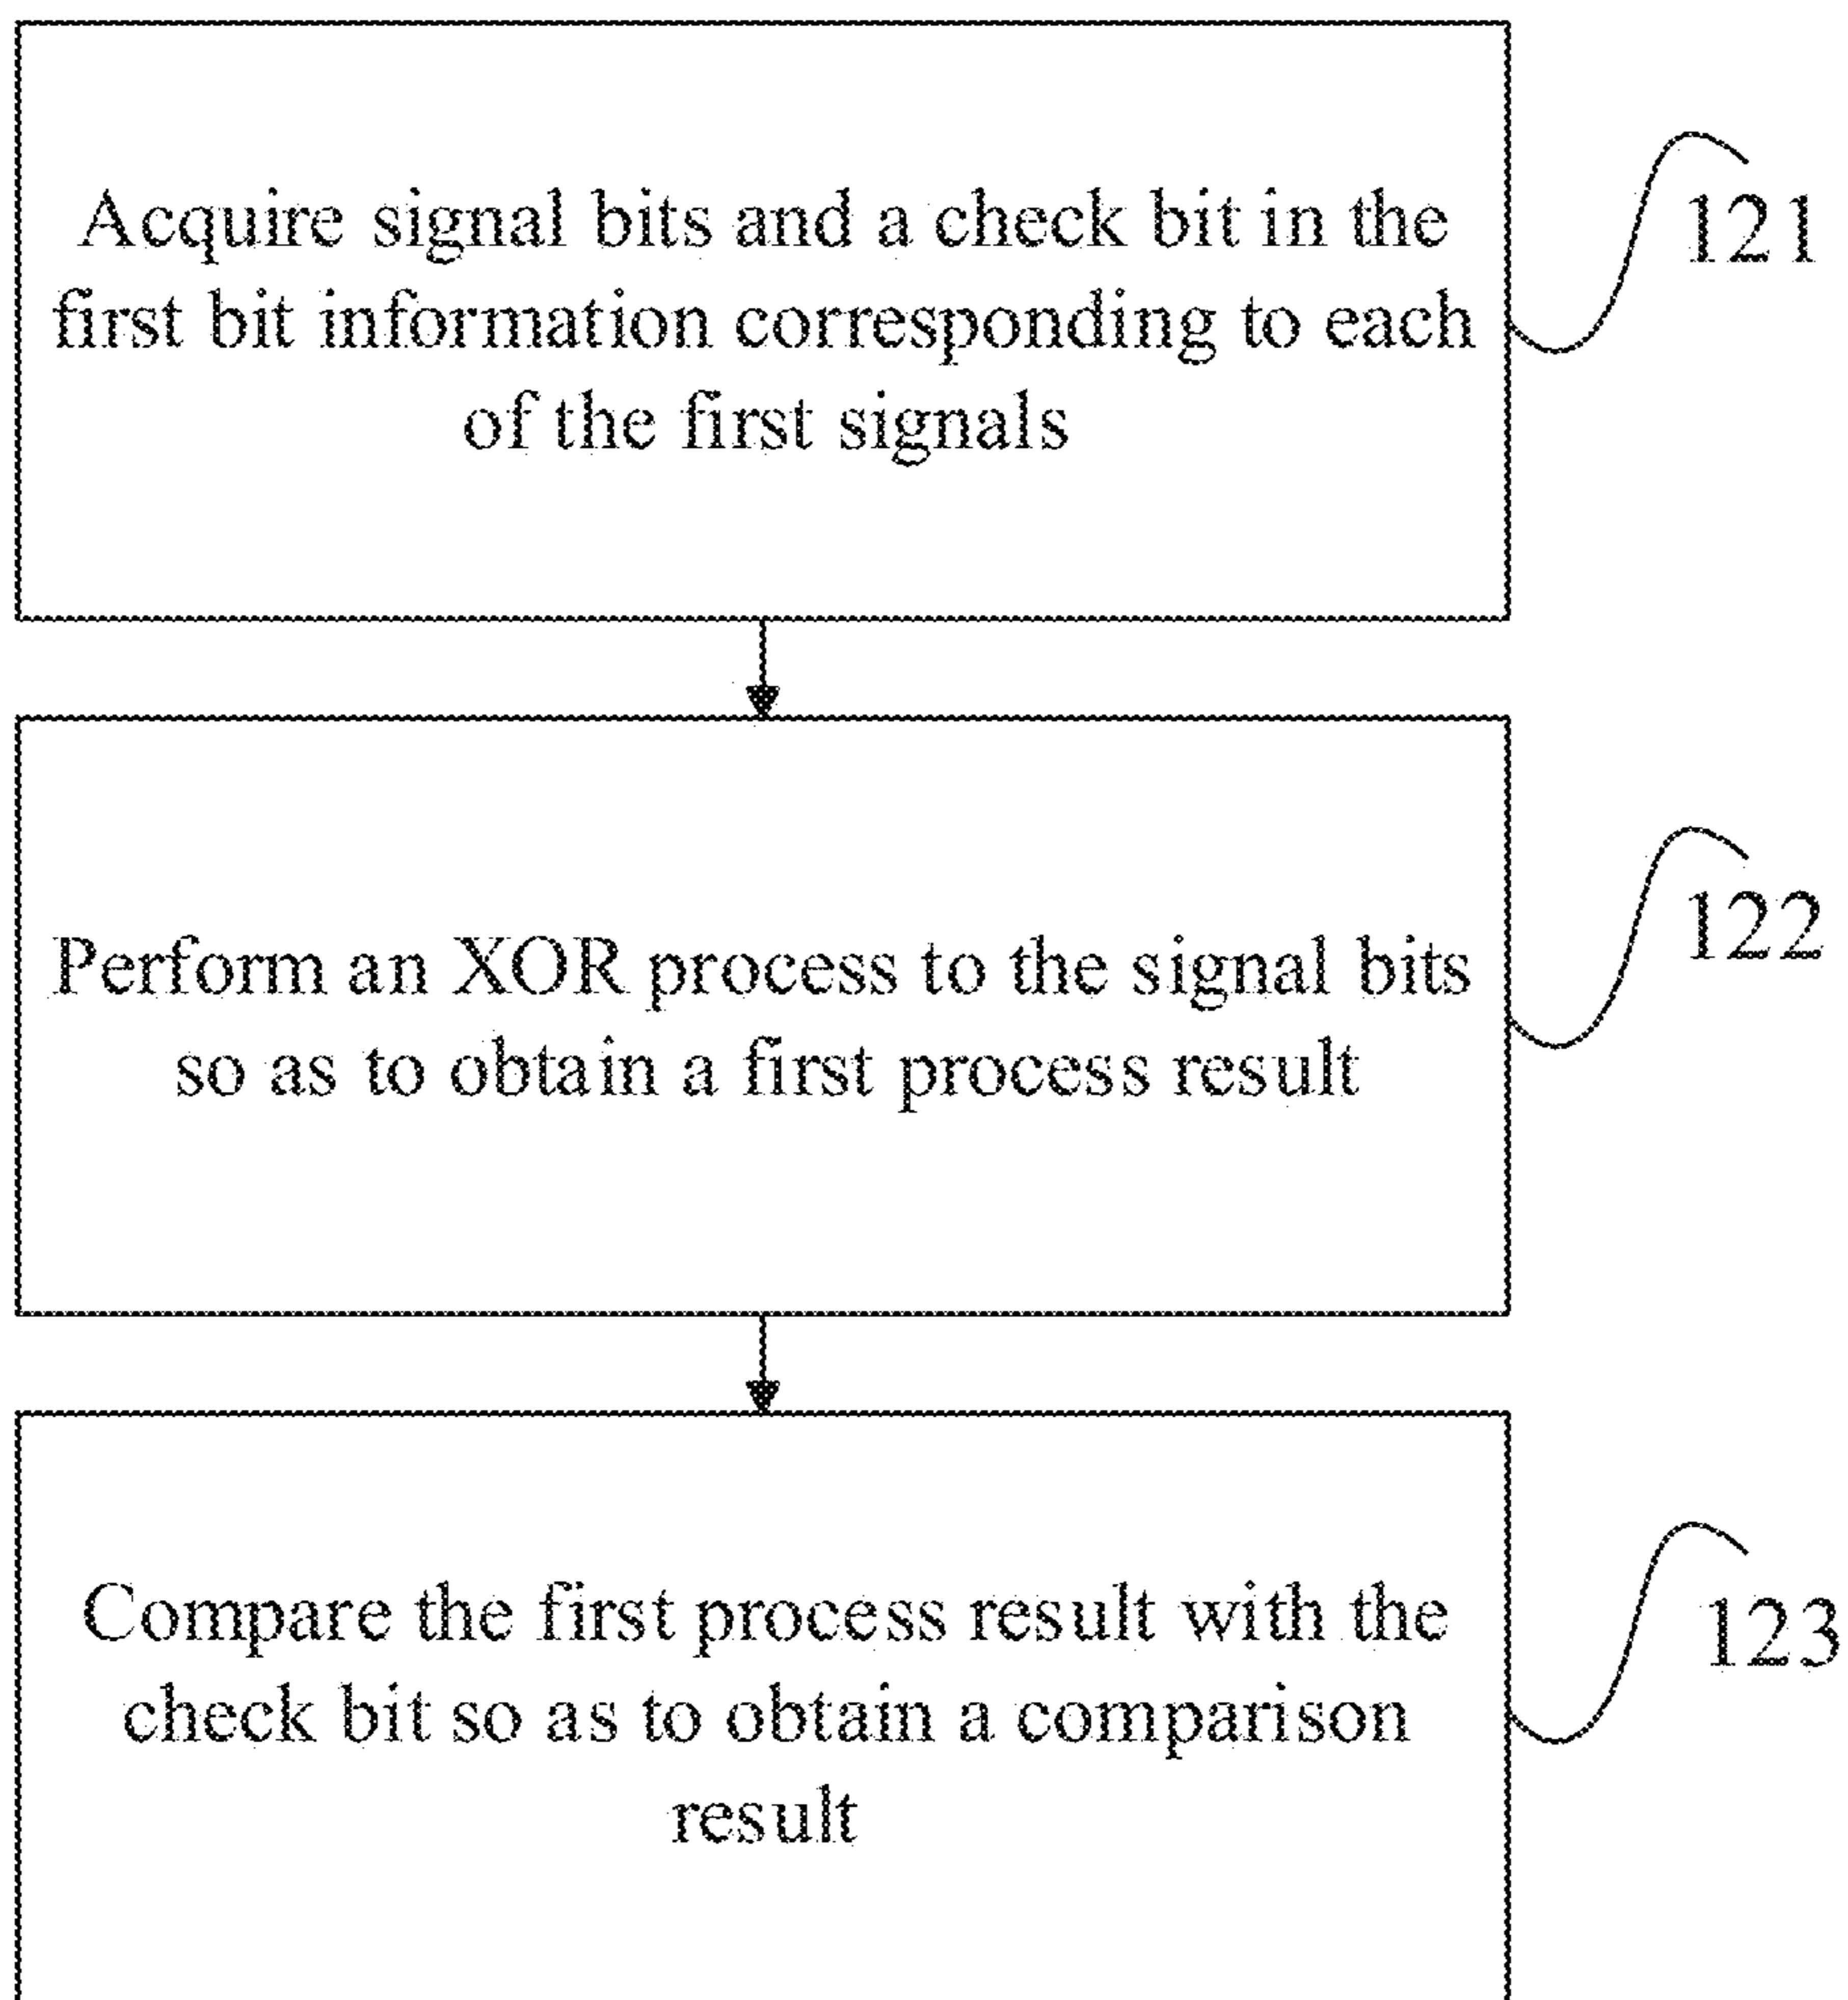 Acquire signal bits and a check bit in the
first bit information corresponding to each
of the first signals
121
Perform an XOR process to the signal bits
so as to obtain a first process result
122
Compare the first process result with the
check bit so as to obtain a comparison
result
123